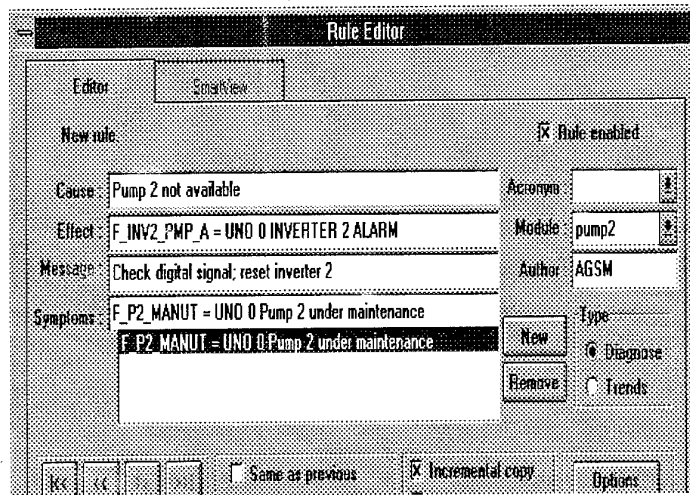 Rule Editor
Editor SmartView
New rule. Rule enabled
Cause : Pump 2 not available Acronym :
Effect : F_INV2_PMP_A = UNO 0 INVERTER 2 ALARM Module : pump2
Message : Check digital signal; reset inverter 2 Author : AGSM
Symptoms : F_P2_MANUT = UNO 0 Pump 2 under maintenance
F_P2_MANUT = UNO 0 Pump 2 under maintenance
New Type
Diagnose
Remove Trends
K< << Same as previous Incremental copy Options